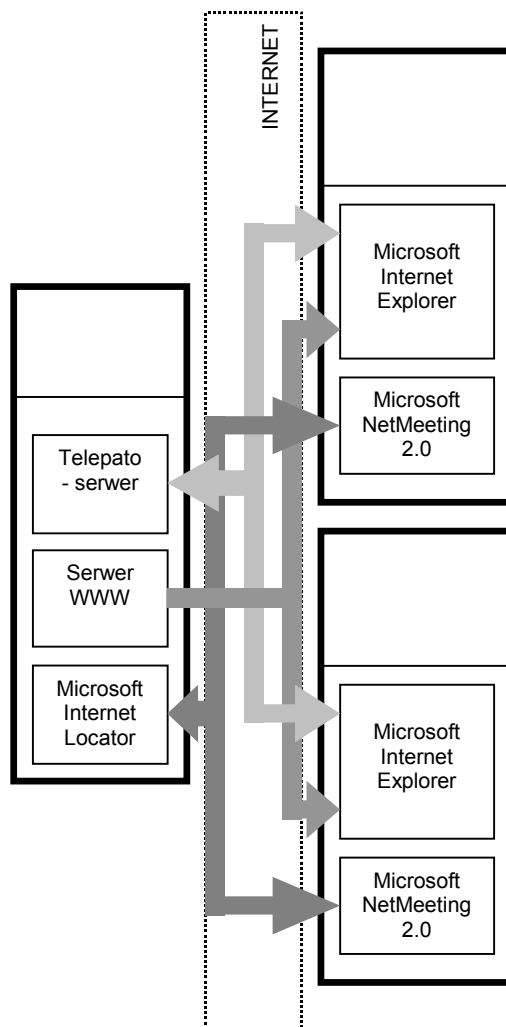 INTERNET
Microsoft
Internet
Explorer
Microsoft
NetMeeting
2.0
Telepato
- serwer
Serwer
WWW
Microsoft
Internet
Locator
Microsoft
Internet
Explorer
Microsoft
NetMeeting
2.0